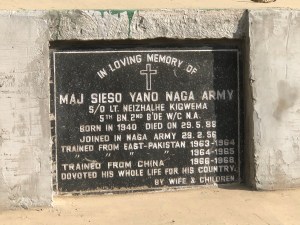 IN LOVING MEMORY OF
MAJ SIESO YANO NAGA ARMY
S/O LT. NEIZHALHE KIQWEMA
5TH BN. 2ND B'DE W/C N.A.
BORN IN 1940 DIED ON 29.5.88
JOINED IN NAGA ARMY 29.2.56
TRAINED FROM EAST-PAKISTAN 1963-1964
" " " " 1964-1965
TRAINED FROM CHINA 1966-1968
DOVOTED HIS WHOLE LIFE FOR HIS COUNTRY.
BY WIFE & CHILDREN